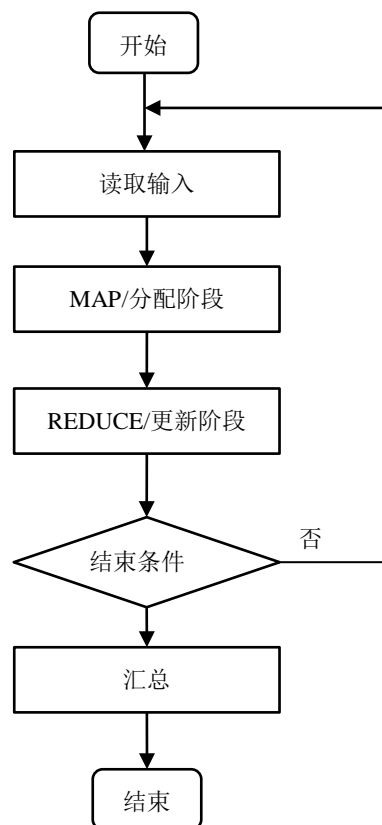 开始
读取输入
MAP/分配阶段
REDUCE/更新阶段
结束条件
否
汇总
结束